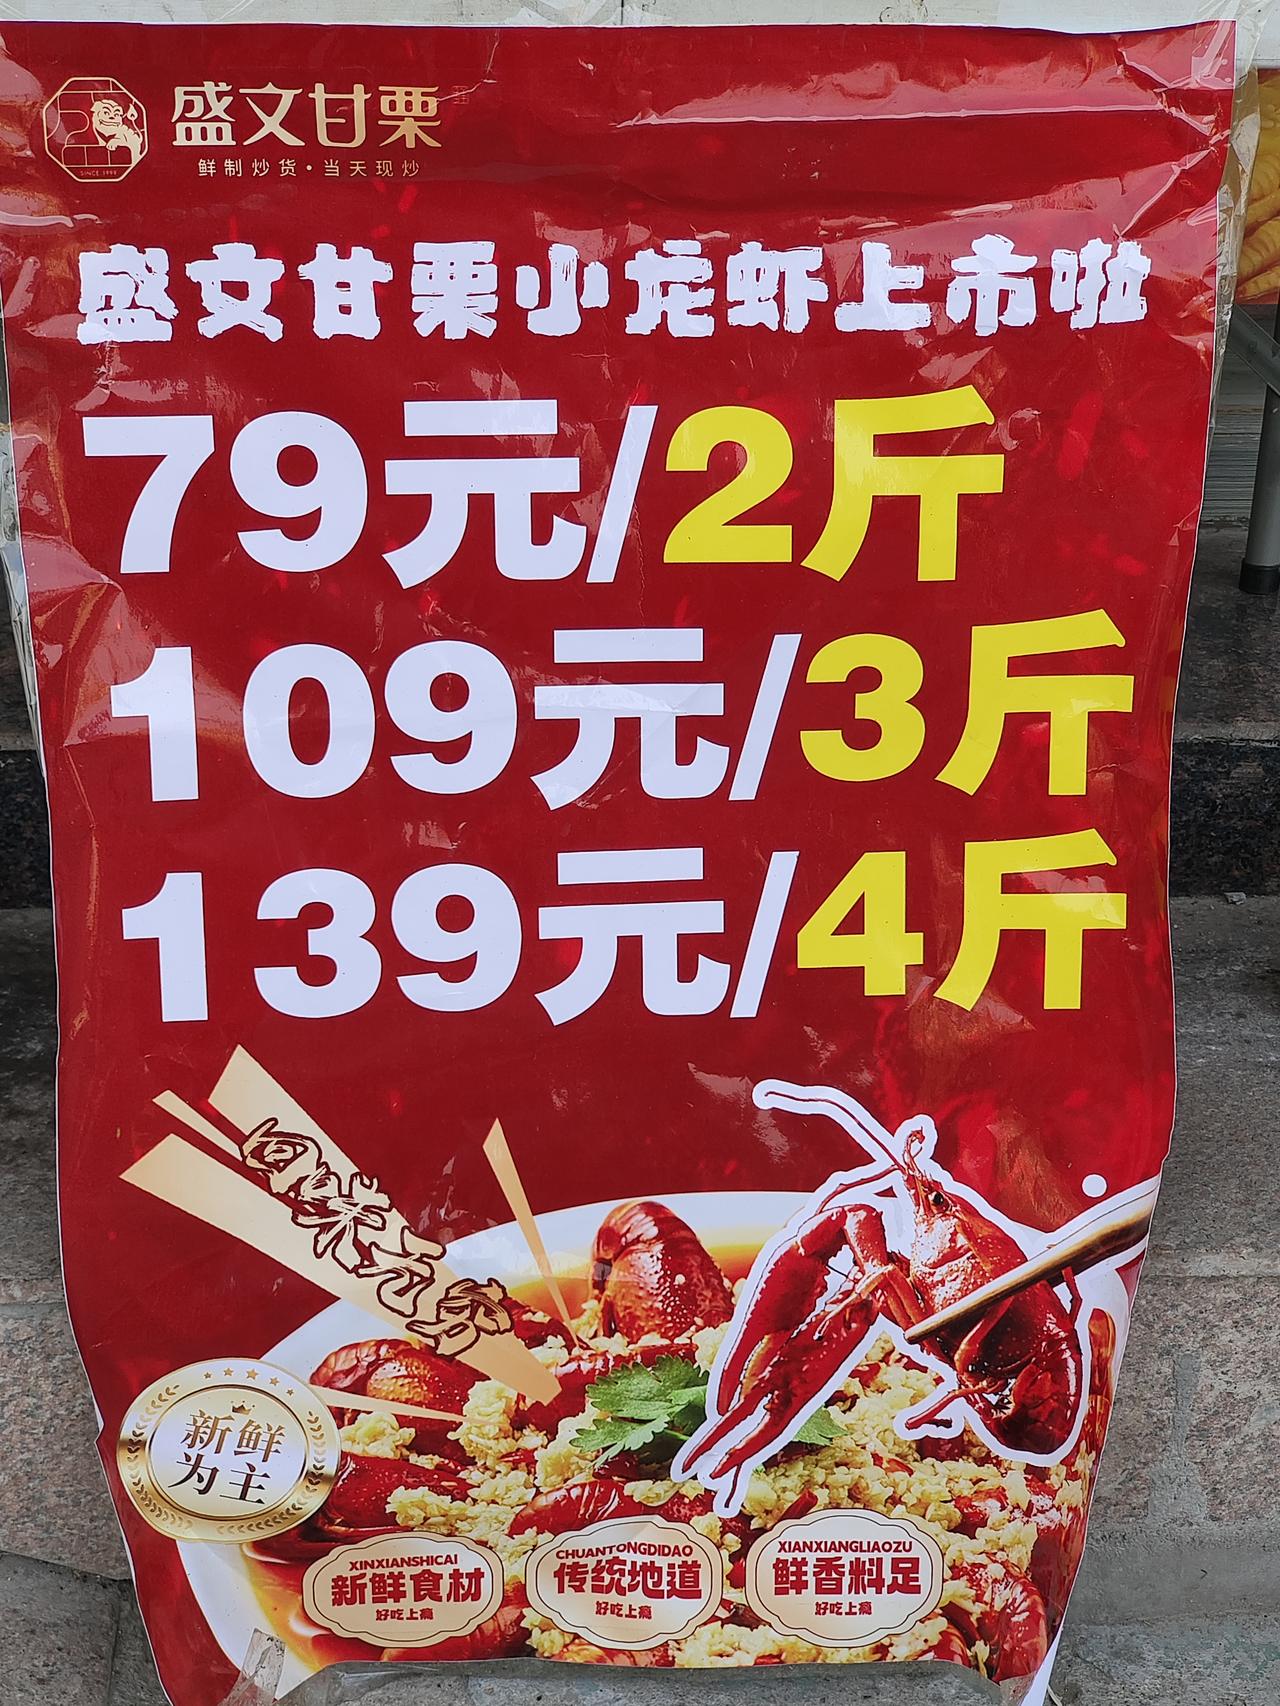 盛文甘栗
鲜制炒货·当天现炒
SINCE 1999
盛文甘栗小龙虾上市啦
79元/2斤
109元/3斤
139元/4斤
回味无穷
新鲜
为主
XINXIANSHICAI
新鲜食材
好吃上瘾
CHUANTONGDIDAO
传统地道
好吃上瘾
XIANXIANGLIAOZU
鲜香料足
好吃上瘾